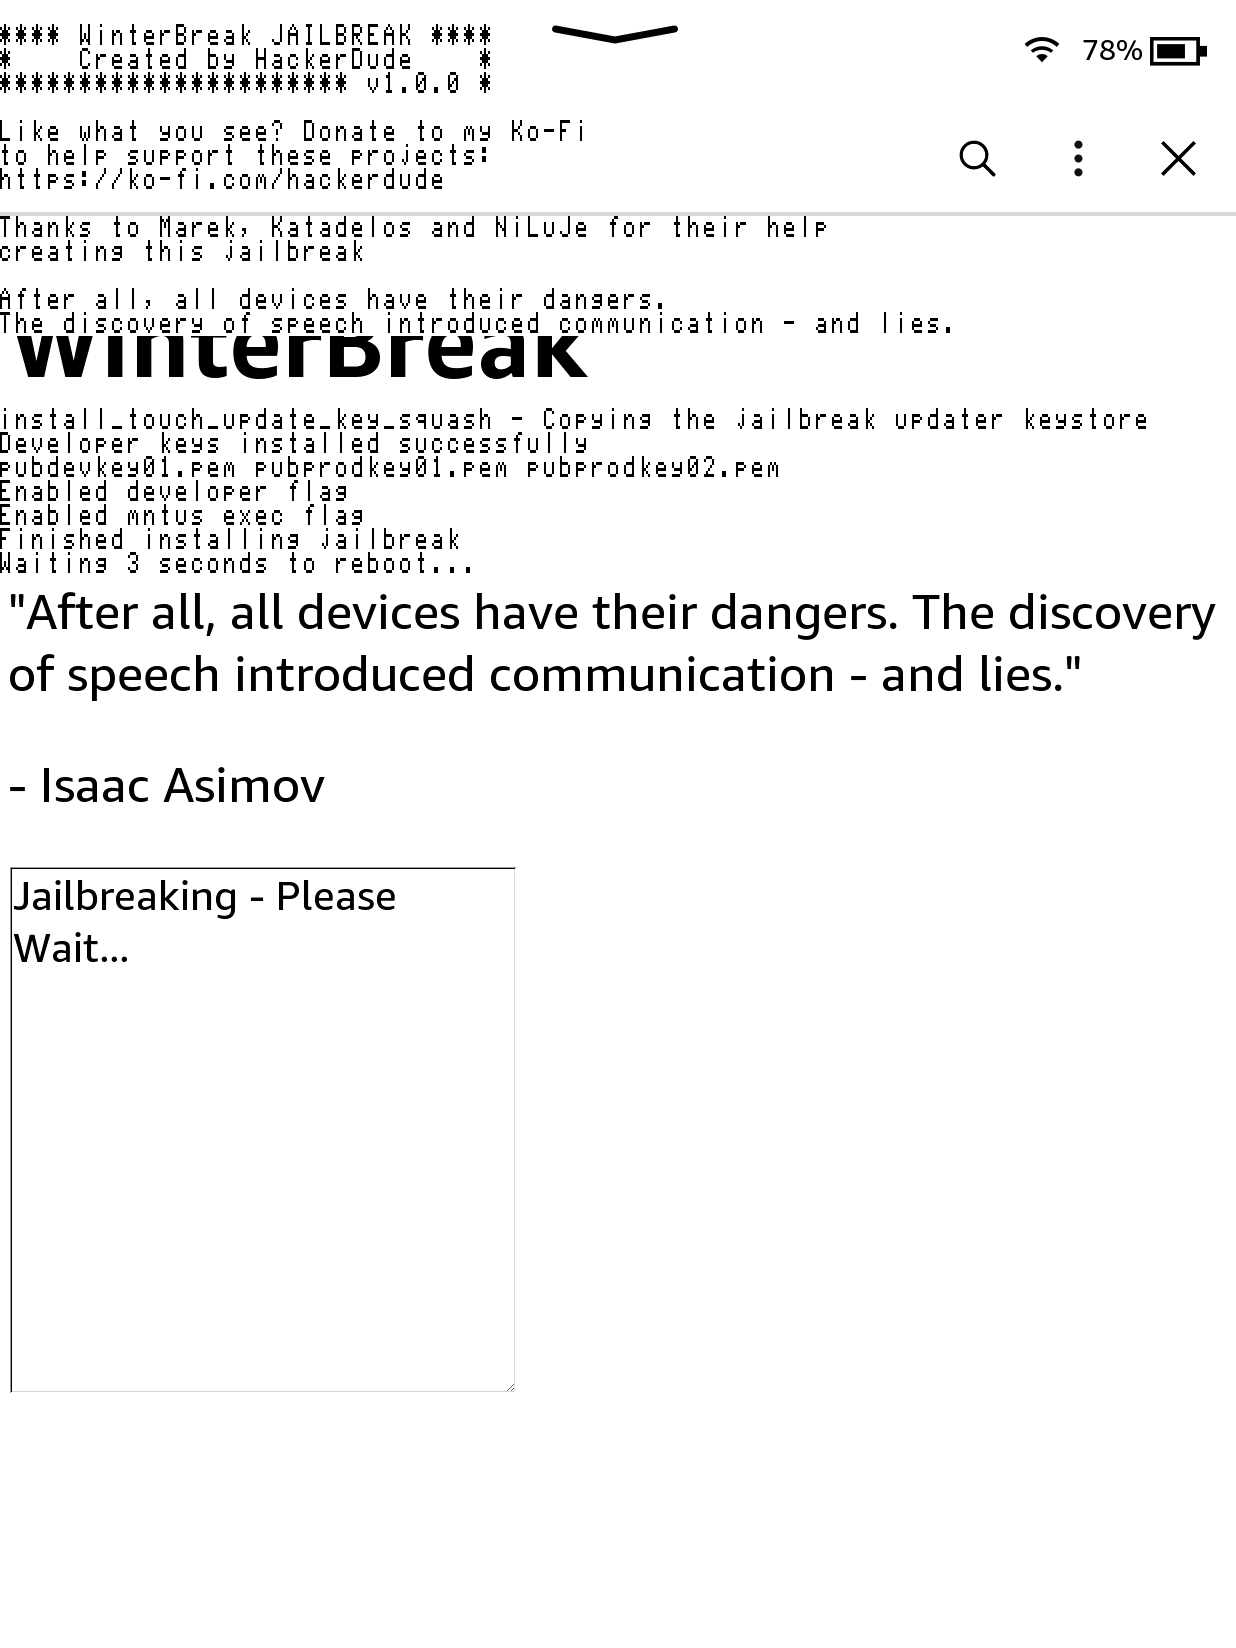 **** WinterBreak JAILBREAK ****
*    Created by HackerDude    *
********************** v1.0.0 *
78%
Like what you see? Donate to my Ko-Fi
to help support these projects:
https://ko-fi.com/hackerdude
Thanks to Marek, Katadelos and NiLuJe for their help
creating this jailbreak
After all, all devices have their dangers.
The discovery of speech introduced communication - and lies.
WinterBreak
install_touch_update_key_squash - Copying the jailbreak updater keystore
Developer keys installed successfully
pubdevkey01.pem pubprodkey01.pem pubprodkey02.pem
Enabled developer flag
Enabled mntus exec flag
Finished installing jailbreak
Waiting 3 seconds to reboot...
"After all, all devices have their dangers. The discovery
of speech introduced communication - and lies."
- Isaac Asimov
Jailbreaking - Please
Wait...